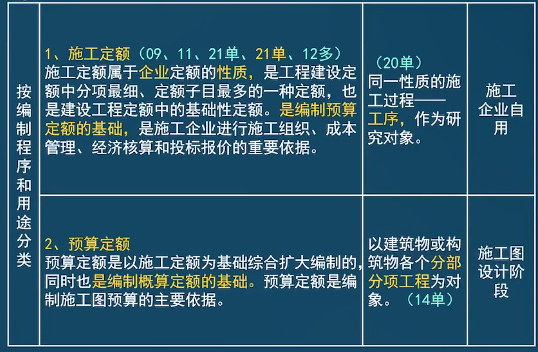 按编制程序和用途分类
1、施工定额（09、11、21单、21单、12多）
施工定额属于企业定额的性质，是工程建设定
额中分项最细、定额子目最多的一种定额，也
是建设工程定额中的基础性定额。是编制预算
定额的基础，是施工企业进行施工组织、成本
管理、经济核算和投标报价的重要依据。
（20单）
同一性质的施
工过程——
工序，作为研
究对象。
施工
企业自
用
2、预算定额
预算定额是以施工定额为基础综合扩大编制的，
同时也是编制概算定额的基础。预算定额是编
制施工图预算的主要依据。
以建筑物或构
筑物各个分部
分项工程为对
象。（14单）
施工图
设计阶
段